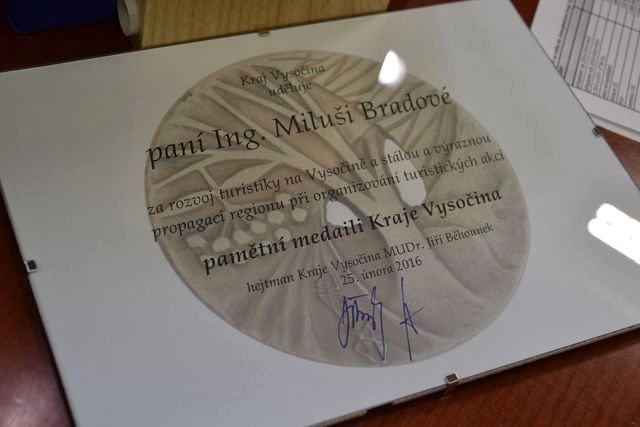 Kraj Vysočina
uděluje
paní Ing. Miluši Bradové
za rozvoj turistiky na Vysočině a stálou a výraznou
propagaci regionu při organizování turistických akcí
pamětní medaili Kraje Vysočina
hejtman Kraje Vysočina MUDr. Jiří Běhounek
25. února 2016